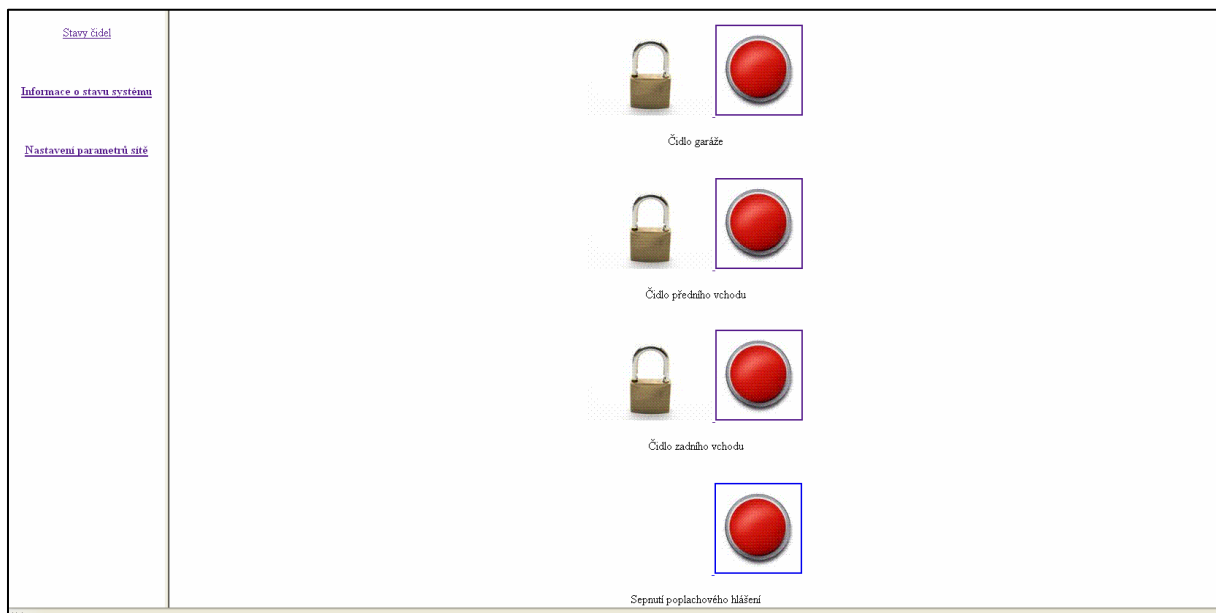 Stavy čidel
Informace o stavu systému
Nastavení parametrů sítě
Čidlo garáže
Čidlo předního vchodu
Čidlo zadního vchodu
Sepnutí poplachového hlášení